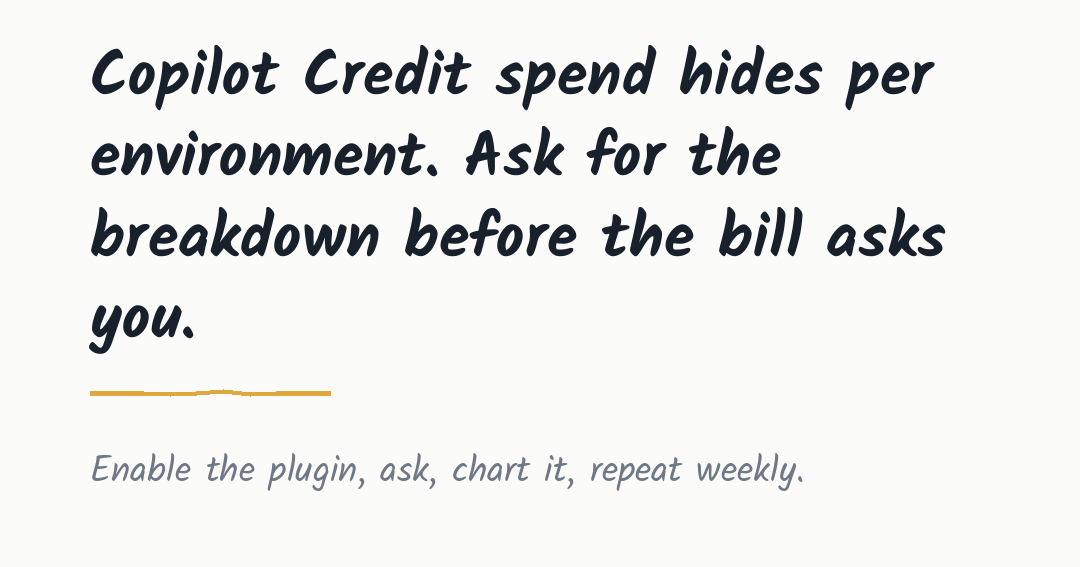 Copilot Credit spend hides per
environment. Ask for the
breakdown before the bill asks
you.
Enable the plugin, ask, chart it, repeat weekly.